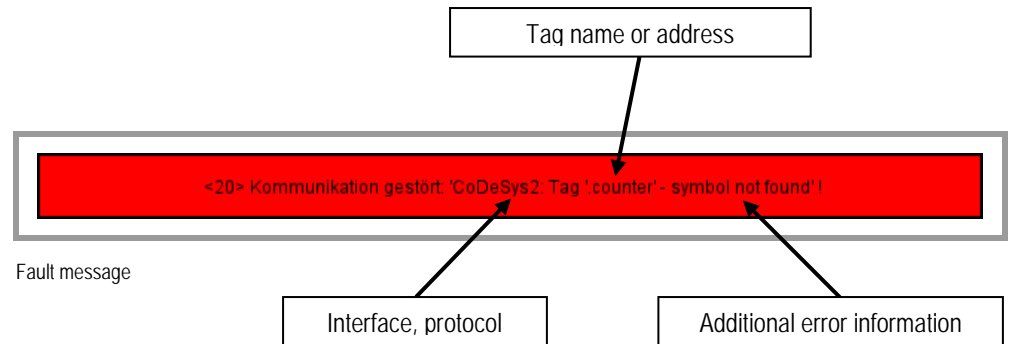 Tag name or address
<20> Kommunikation gestört: 'CoDeSys2: Tag '.counter' - symbol not found' !
Fault message
Interface, protocol
Additional error information